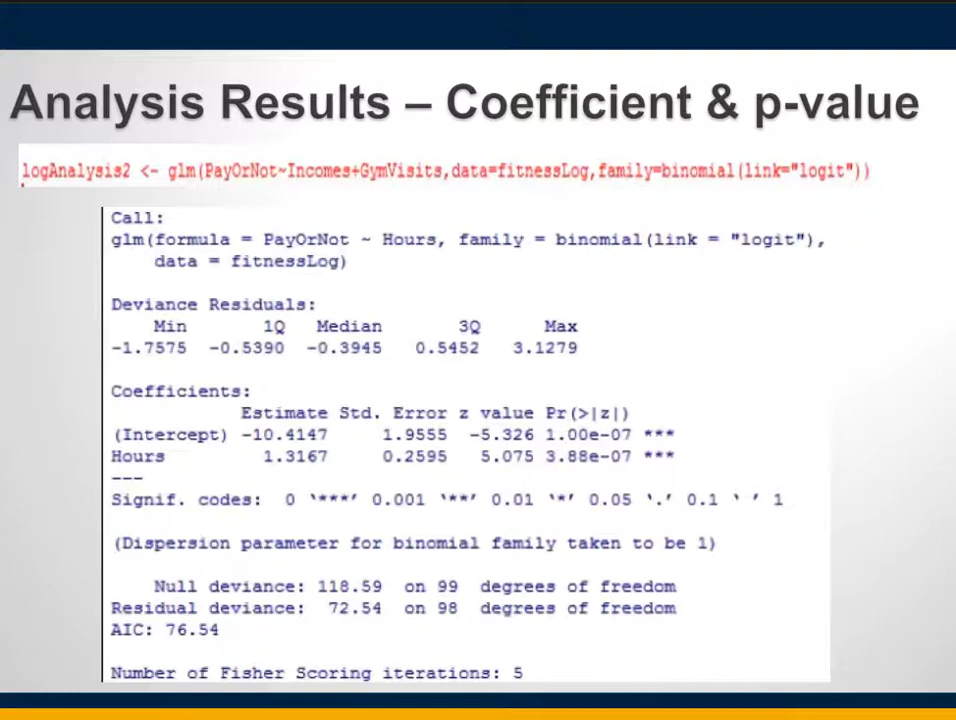 Analysis Results – Coefficient & p-value
logAnalysis2 <- glm(PayOrNot~Incomes+GymVisits,data=fitnessLog,family=binomial(link="logit"))
Call:
glm(formula = PayOrNot ~ Hours, family = binomial(link = "logit"),
    data = fitnessLog)
Deviance Residuals:
    Min      1Q  Median      3Q     Max
-1.7575 -0.5390 -0.3945  0.5452  3.1279
Coefficients:
            Estimate Std. Error z value Pr(>|z|)
(Intercept) -10.4147     1.9555  -5.326 1.00e-07 ***
Hours         1.3167     0.2595   5.075 3.88e-07 ***
---
Signif. codes:  0 '***' 0.001 '**' 0.01 '*' 0.05 '.' 0.1 ' ' 1
(Dispersion parameter for binomial family taken to be 1)
    Null deviance: 118.59  on 99  degrees of freedom
Residual deviance:  72.54  on 98  degrees of freedom
AIC: 76.54
Number of Fisher Scoring iterations: 5